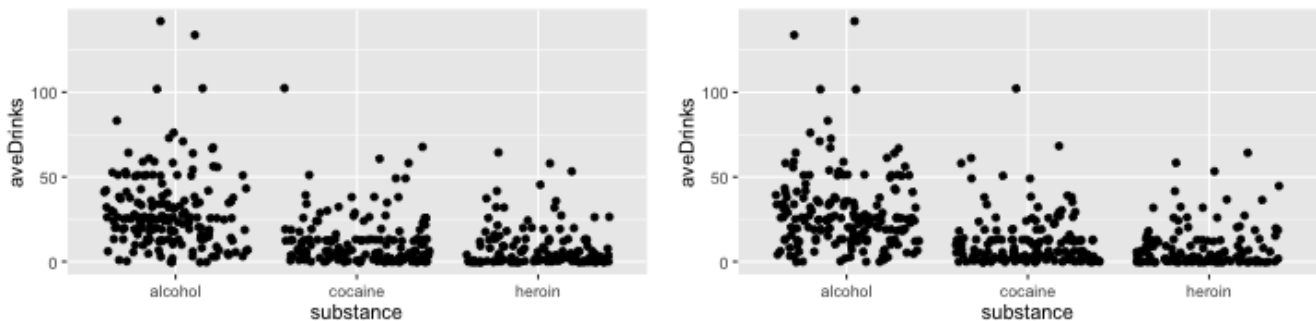 aveDrinks
100
50
0
alcohol cocaine heroin
substance
aveDrinks
100
50
0
alcohol cocaine heroin
substance